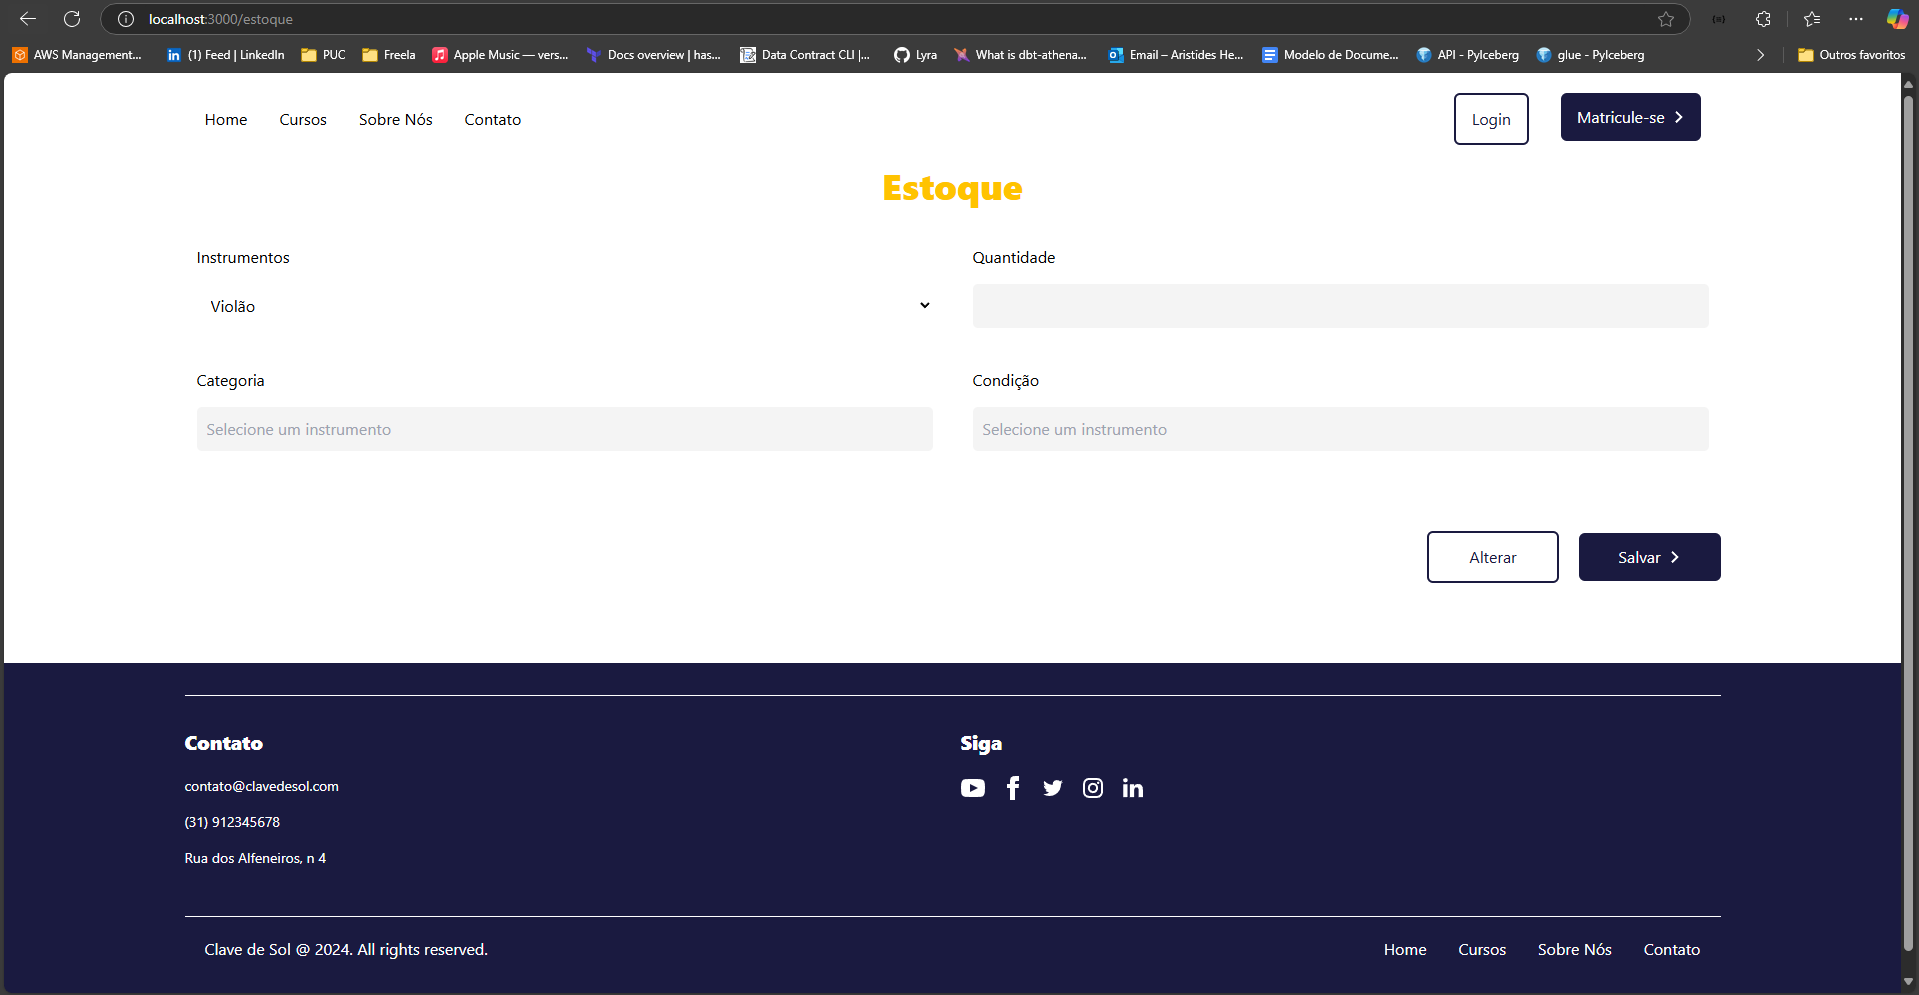 localhost:3000/estoque
AWS Management... (1) Feed | LinkedIn PUC Freela Apple Music — vers... Docs overview | has... Data Contract CLI |... Lyra What is dbt-athena... Email – Aristides He... Modelo de Docume... API - PyIceberg glue - PyIceberg Outros favoritos
Home Cursos Sobre Nós Contato Login Matricule-se
Estoque
Instrumentos Quantidade
Violão
Categoria Condição
Selecione um instrumento Selecione um instrumento
Alterar Salvar
Contato Siga
contato@clavedesol.com
(31) 912345678
Rua dos Alfeneiros, n 4
Clave de Sol @ 2024. All rights reserved. Home Cursos Sobre Nós Contato